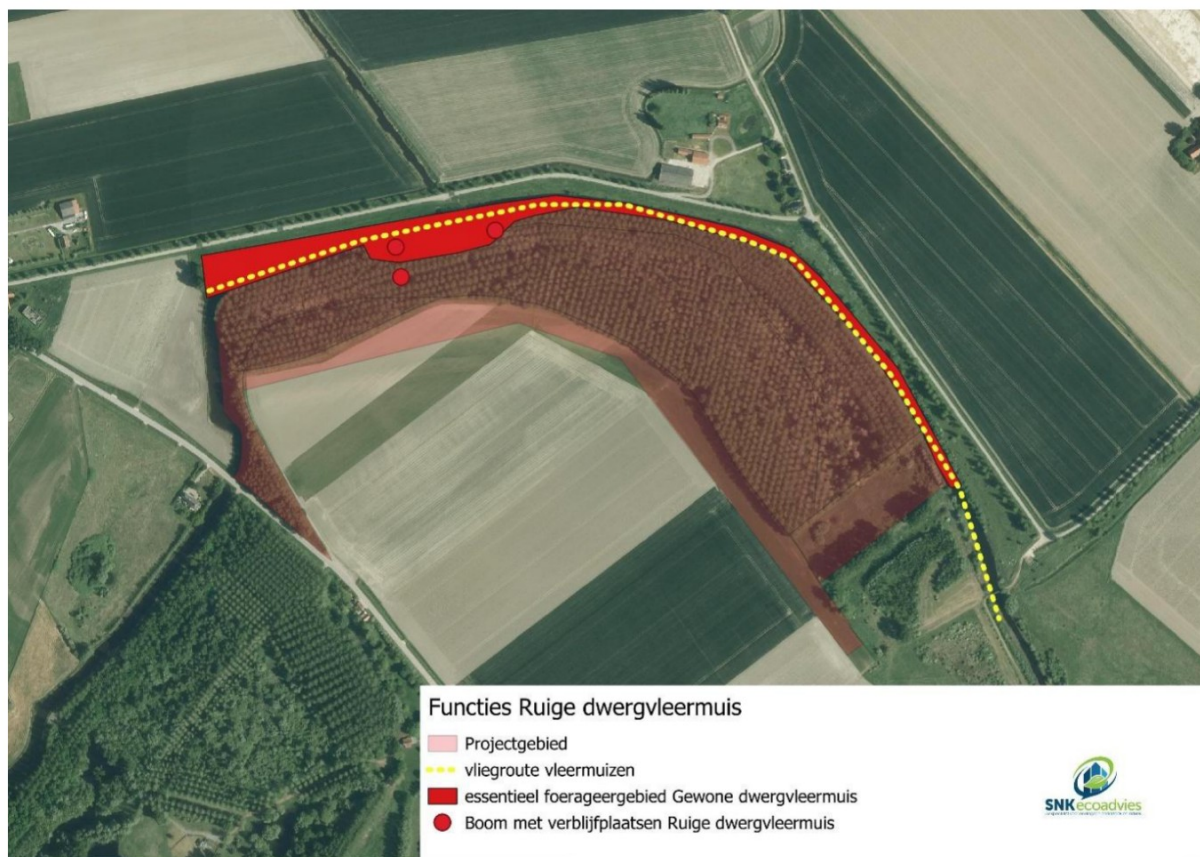 Functies Ruige dwergvleermuis
Projectgebied
vliegroute vleermuizen
essentieel foerageergebied Gewone dwergvleermuis
Boom met verblijfplaatsen Ruige dwergvleermuis
SNKecoadvies